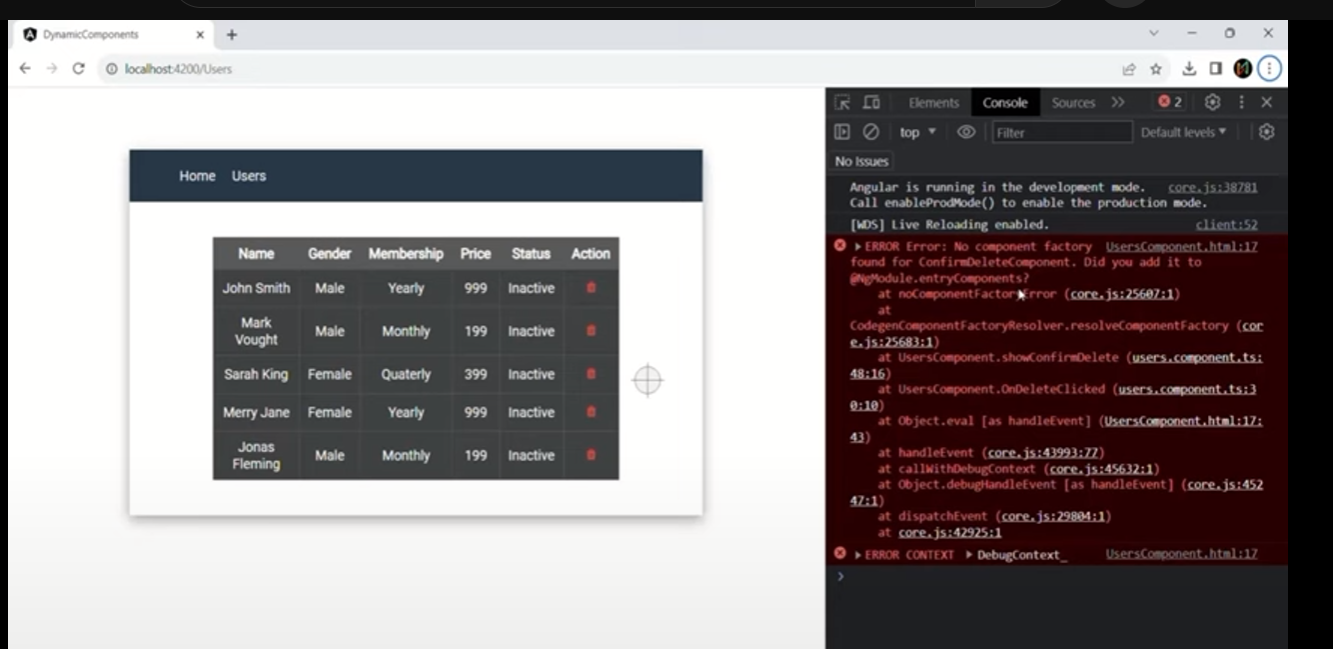 DynamicComponents
localhost:4200/Users
Home Users
Name Gender Membership Price Status Action
John Smith Male Yearly 999 Inactive
Mark
Vought
Male Monthly 199 Inactive
Sarah King Female Quaterly 399 Inactive
Merry Jane Female Yearly 999 Inactive
Jonas
Fleming
Male Monthly 199 Inactive
Elements Console Sources 2
top Filter Default levels
No Issues
Angular is running in the development mode. core.js:38781
Call enableProdMode() to enable the production mode.
[WDS] Live Reloading enabled. client:52
ERROR Error: No component factory UsersComponent.html:17
found for ConfirmDeleteComponent. Did you add it to
@NgModule.entryComponents?
at noComponentFactoryError (core.js:25607:1)
at
CodegenComponentFactoryResolver.resolveComponentFactory (cor
e.js:25683:1)
at UsersComponent.showConfirmDelete (users.component.ts:
48:16)
at UsersComponent.OnDeleteClicked (users.component.ts:3
0:10)
at Object.eval [as handleEvent] (UsersComponent.html:17:
43)
at handleEvent (core.js:43993:77)
at callWithDebugContext (core.js:45632:1)
at Object.debugHandleEvent [as handleEvent] (core.js:452
47:1)
at dispatchEvent (core.js:29804:1)
at core.js:42925:1
ERROR CONTEXT DebugContext_ UsersComponent.html:17